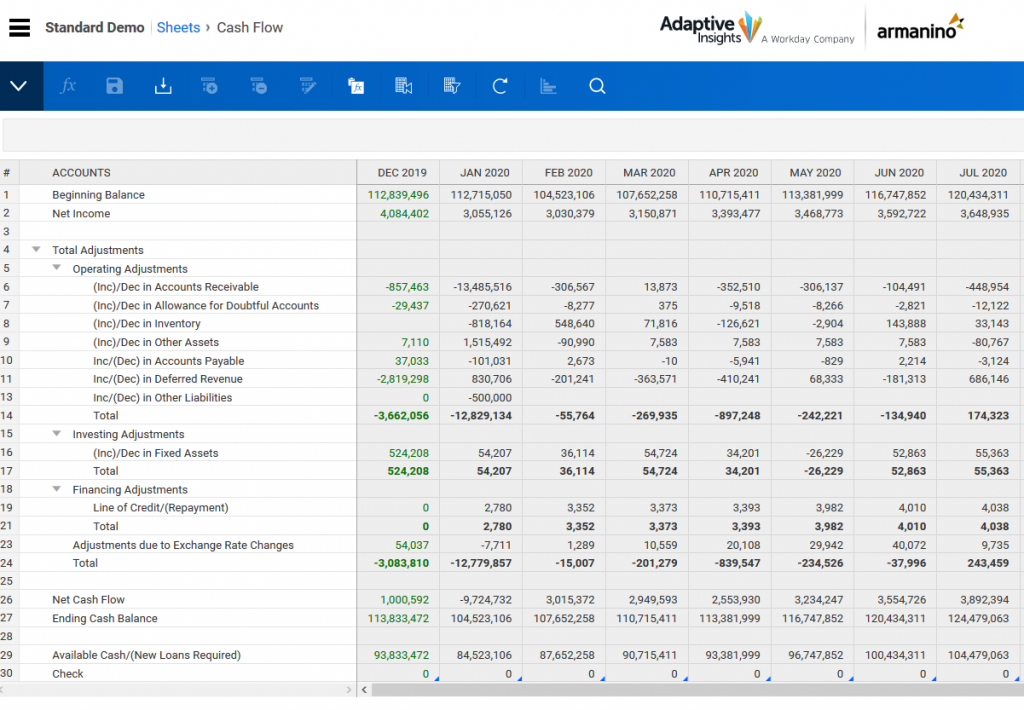 Standard Demo Sheets › Cash Flow
Adaptive Insights A Workday Company
armanino
fx
fx
# ACCOUNTS DEC 2019 JAN 2020 FEB 2020 MAR 2020 APR 2020 MAY 2020 JUN 2020 JUL 2020
1 Beginning Balance 112,839,496 112,715,050 104,523,106 107,652,258 110,715,411 113,381,999 116,747,852 120,434,311
2 Net Income 4,084,402 3,055,126 3,030,379 3,150,871 3,393,477 3,468,773 3,592,722 3,648,935
3
4 Total Adjustments
5 Operating Adjustments
6 (Inc)/Dec in Accounts Receivable -857,463 -13,485,516 -306,567 13,873 -352,510 -306,137 -104,491 -448,954
7 (Inc)/Dec in Allowance for Doubtful Accounts -29,437 -270,621 -8,277 375 -9,518 -8,266 -2,821 -12,122
8 (Inc)/Dec in Inventory -818,164 548,640 71,816 -126,621 -2,904 143,888 33,143
9 (Inc)/Dec in Other Assets 7,110 1,515,492 -90,990 7,583 7,583 7,583 7,583 -80,767
10 Inc/(Dec) in Accounts Payable 37,033 -101,031 2,673 -10 -5,941 -829 2,214 -3,124
11 Inc/(Dec) in Deferred Revenue -2,819,298 830,706 -201,241 -363,571 -410,241 68,333 -181,313 686,146
13 Inc/(Dec) in Other Liabilities 0 -500,000
14 Total -3,662,056 -12,829,134 -55,764 -269,935 -897,248 -242,221 -134,940 174,323
15 Investing Adjustments
16 (Inc)/Dec in Fixed Assets 524,208 54,207 36,114 54,724 34,201 -26,229 52,863 55,363
17 Total 524,208 54,207 36,114 54,724 34,201 -26,229 52,863 55,363
18 Financing Adjustments
19 Line of Credit/(Repayment) 0 2,780 3,352 3,373 3,393 3,982 4,010 4,038
21 Total 0 2,780 3,352 3,373 3,393 3,982 4,010 4,038
23 Adjustments due to Exchange Rate Changes 54,037 -7,711 1,289 10,559 20,108 29,942 40,072 9,735
24 Total -3,083,810 -12,779,857 -15,007 -201,279 -839,547 -234,526 -37,996 243,459
25
26 Net Cash Flow 1,000,592 -9,724,732 3,015,372 2,949,593 2,553,930 3,234,247 3,554,726 3,892,394
27 Ending Cash Balance 113,833,472 104,523,106 107,652,258 110,715,411 113,381,999 116,747,852 120,434,311 124,479,063
28
29 Available Cash/(New Loans Required) 93,833,472 84,523,106 87,652,258 90,715,411 93,381,999 96,747,852 100,434,311 104,479,063
30 Check 0 0 0 0 0 0 0 0